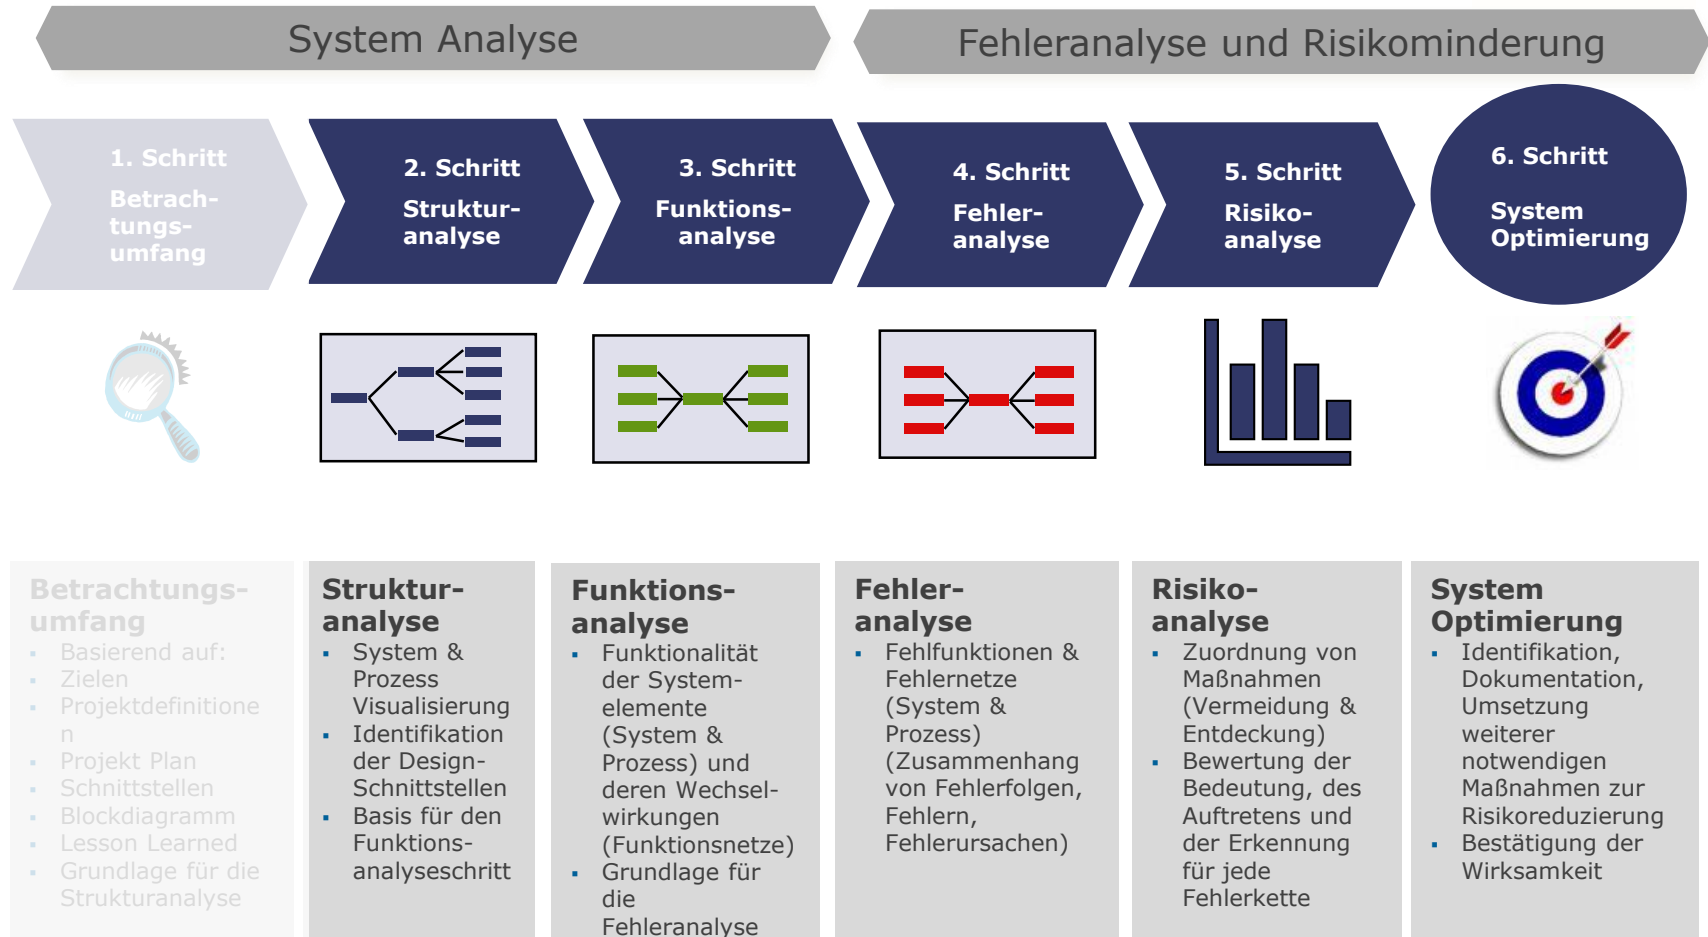 System Analyse
Fehleranalyse und Risikominderung
1. Schritt
Betrach-
tungs-
umfang
2. Schritt
Struktur-
analyse
3. Schritt
Funktions-
analyse
4. Schritt
Fehler-
analyse
5. Schritt
Risiko-
analyse
6. Schritt
System
Optimierung
Betrachtungs-
umfang
▪ Basierend auf:
▪ Zielen
▪ Projektdefinitione
n
▪ Projekt Plan
▪ Schnittstellen
▪ Blockdiagramm
▪ Lesson Learned
▪ Grundlage für die
Strukturanalyse
Struktur-
analyse
▪ System &
Prozess
Visualisierung
▪ Identifikation
der Design-
Schnittstellen
▪ Basis für den
Funktions-
analyseschritt
Funktions-
analyse
▪ Funktionalität
der System-
elemente
(System &
Prozess) und
deren Wechsel-
wirkungen
(Funktionsnetze)
▪ Grundlage für
die
Fehleranalyse
Fehler-
analyse
▪ Fehlfunktionen &
Fehlernetze
(System &
Prozess)
(Zusammenhang
von Fehlerfolgen,
Fehlern,
Fehlerursachen)
Risiko-
analyse
▪ Zuordnung von
Maßnahmen
(Vermeidung &
Entdeckung)
▪ Bewertung der
Bedeutung, des
Auftretens und
der Erkennung
für jede
Fehlerkette
System
Optimierung
▪ Identifikation,
Dokumentation,
Umsetzung
weiterer
notwendigen
Maßnahmen zur
Risikoreduzierung
▪ Bestätigung der
Wirksamkeit